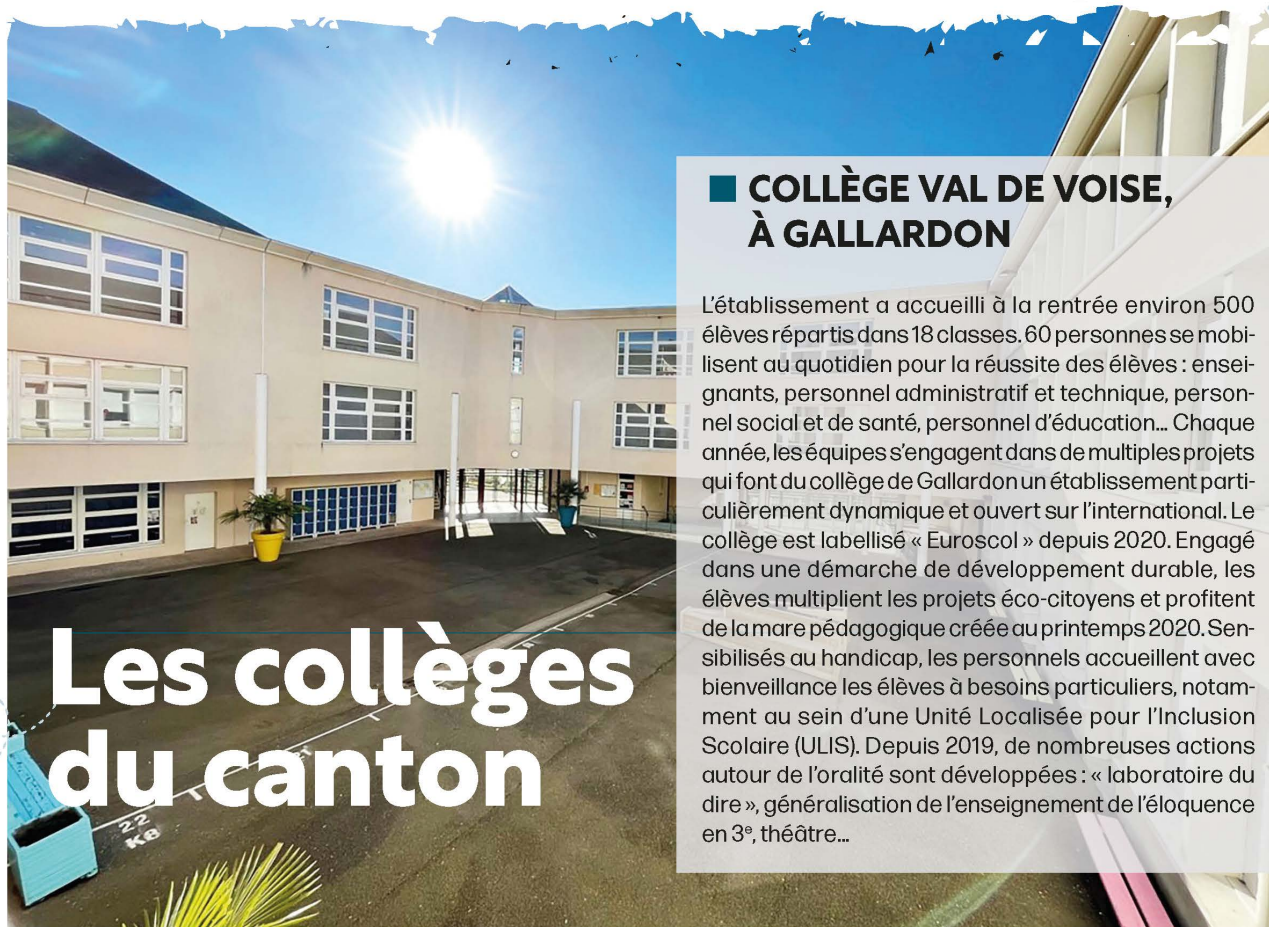 COLLÈGE VAL DE VOISE,
À GALLARDON
L'établissement a accueilli à la rentrée environ 500
élèves répartis dans 18 classes. 60 personnes se mobi-
lisent au quotidien pour la réussite des élèves : ensei-
gnants, personnel administratif et technique, person-
nel social et de santé, personnel d'éducation... Chaque
année, les équipes s'engagent dans de multiples projets
qui font du collège de Gallardon un établissement parti-
culièrement dynamique et ouvert sur l'international. Le
collège est labellisé « Euroscol » depuis 2020. Engagé
dans une démarche de développement durable, les
élèves multiplient les projets éco-citoyens et profitent
de la mare pédagogique créée au printemps 2020. Sen-
sibilisés au handicap, les personnels accueillent avec
bienveillance les élèves à besoins particuliers, notam-
ment au sein d'une Unité Localisée pour l'Inclusion
Scolaire (ULIS). Depuis 2019, de nombreuses actions
autour de l'oralité sont développées : « laboratoire du
dire », généralisation de l'enseignement de l'éloquence
en 3e, théâtre...
Les collèges
du canton
22
K8